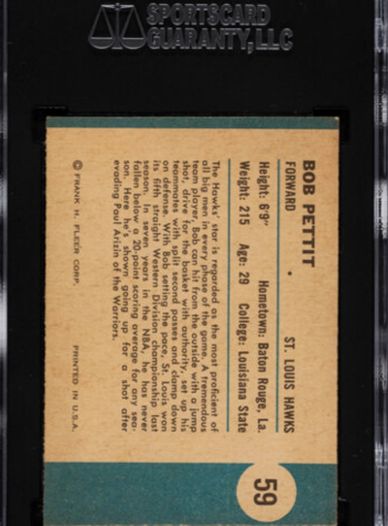 SPORTSCARD
GUARANTY, LLC
BOB PETTIT
FORWARD • ST. LOUIS HAWKS
Height: 6'9" Hometown: Baton Rouge, La.
Weight: 215 Age: 29 College: Louisiana State
59
The Hawks' star is regarded as the most proficient of
all big men in every phase of the game. A tremendous
team player, Bob can hit from the outside with a jump
shot, drive for the basket with authority, set up his
teammates with split second passes and clamp down
on defense. With Bob setting the pace, St. Louis won
its fifth straight Western Division championship last
season. In seven years in the NBA, he has never
fallen below a 20-point scoring average for any sea-
son. Here he's shown going up for a shot after
evading Paul Arizin of the Warriors.
© FRANK H. FLEER CORP. PRINTED IN U.S.A.